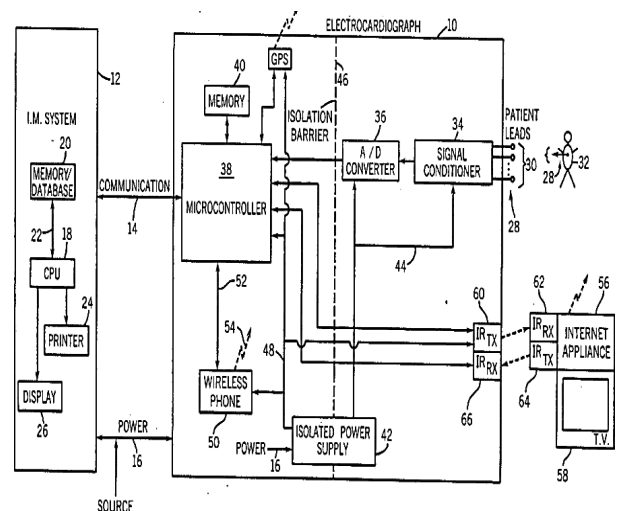 ELECTROCARDIOGRAPH
10
12
GPS
46
40
MEMORY
ISOLATION
BARRIER
I.M. SYSTEM
20
MEMORY/
DATABASE
36
34
A/D
CONVERTER
SIGNAL
CONDITIONER
PATIENT
LEADS
30
28
32
28
38
MICROCONTROLLER
COMMUNICATION
14
22
18
CPU
44
24
PRINTER
52
54
60
62
56
IR TX
IR RX
INTERNET
APPLIANCE
48
IR RX
IR TX
66
64
WIRELESS
PHONE
50
DISPLAY
26
POWER
16
POWER
16
ISOLATED POWER
SUPPLY
42
T.V.
58
SOURCE